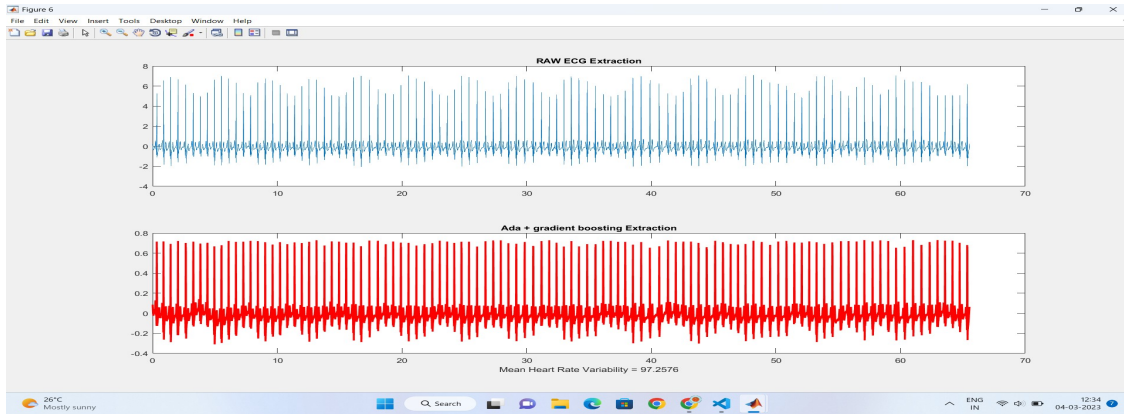 Figure 6
File Edit View Insert Tools Desktop Window Help
RAW ECG Extraction
8
6
4
2
0
-2
-4
0 10 20 30 40 50 60 70
Ada + gradient boosting Extraction
0.8
0.6
0.4
0.2
0
-0.2
-0.4
0 10 20 30 40 50 60 70
Mean Heart Rate Variability = 97.2576
26°C
Mostly sunny
Search
ENG
IN
12:34
04-03-2023